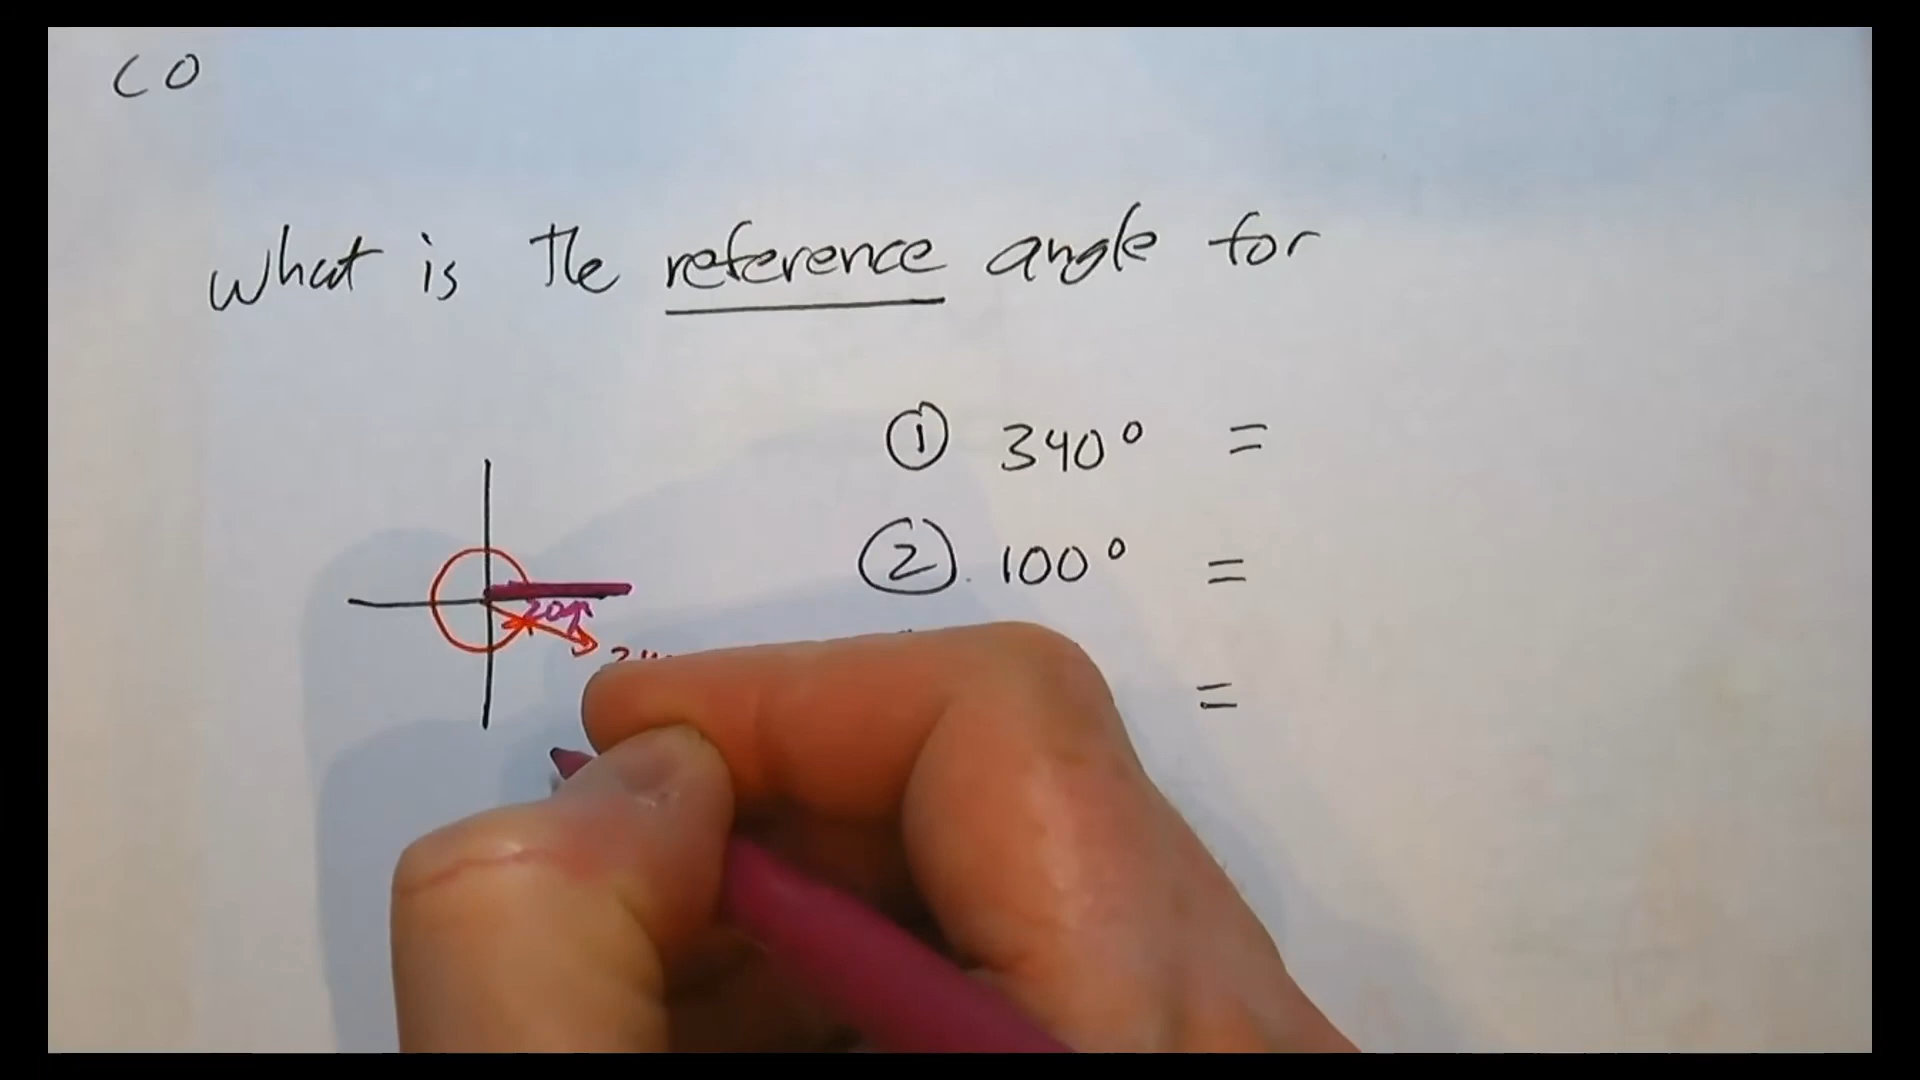 CO
What is the reference angle for
① 340° =
② 100° =
20°
=